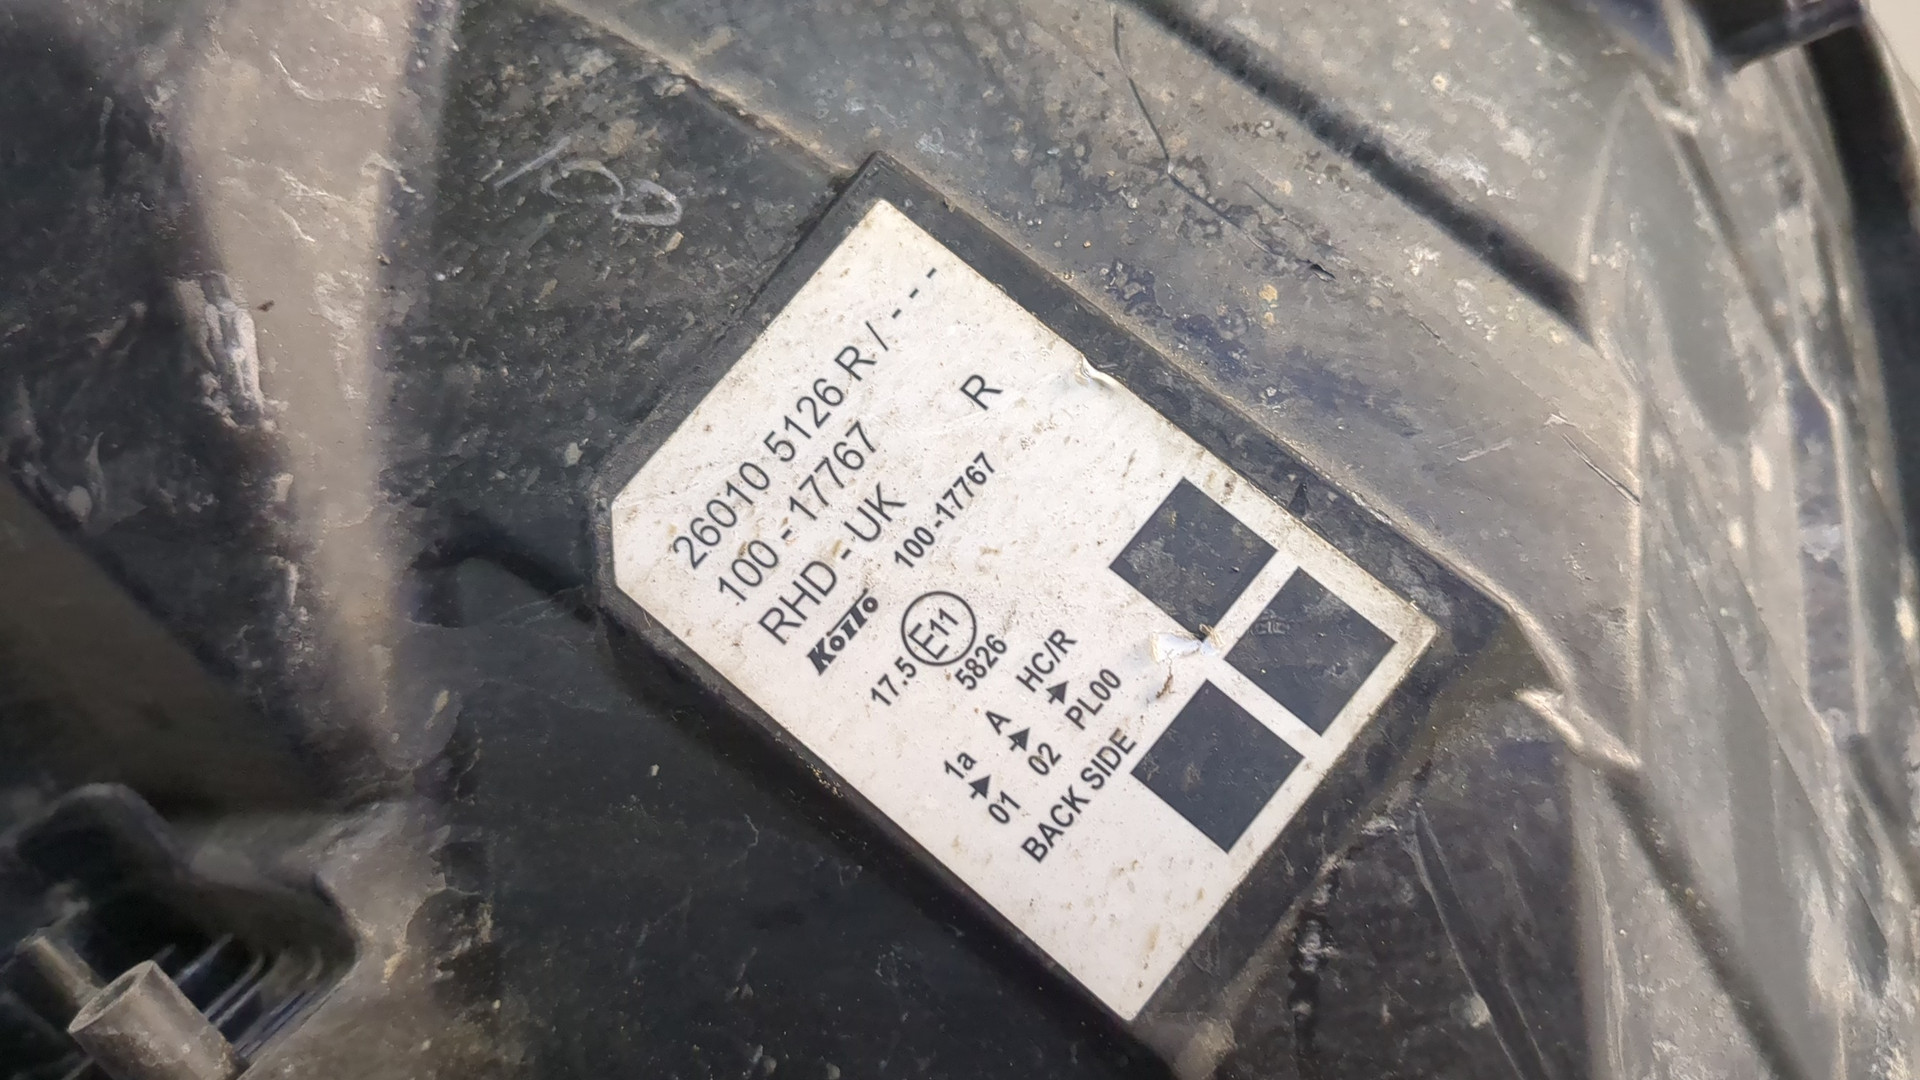 26010 5126 R / - - -
100 - 17767 R
RHD - UK
KOITO 100-17767
17.5 E11
5826
1a A HC/R
01 02 PL00
BACK SIDE